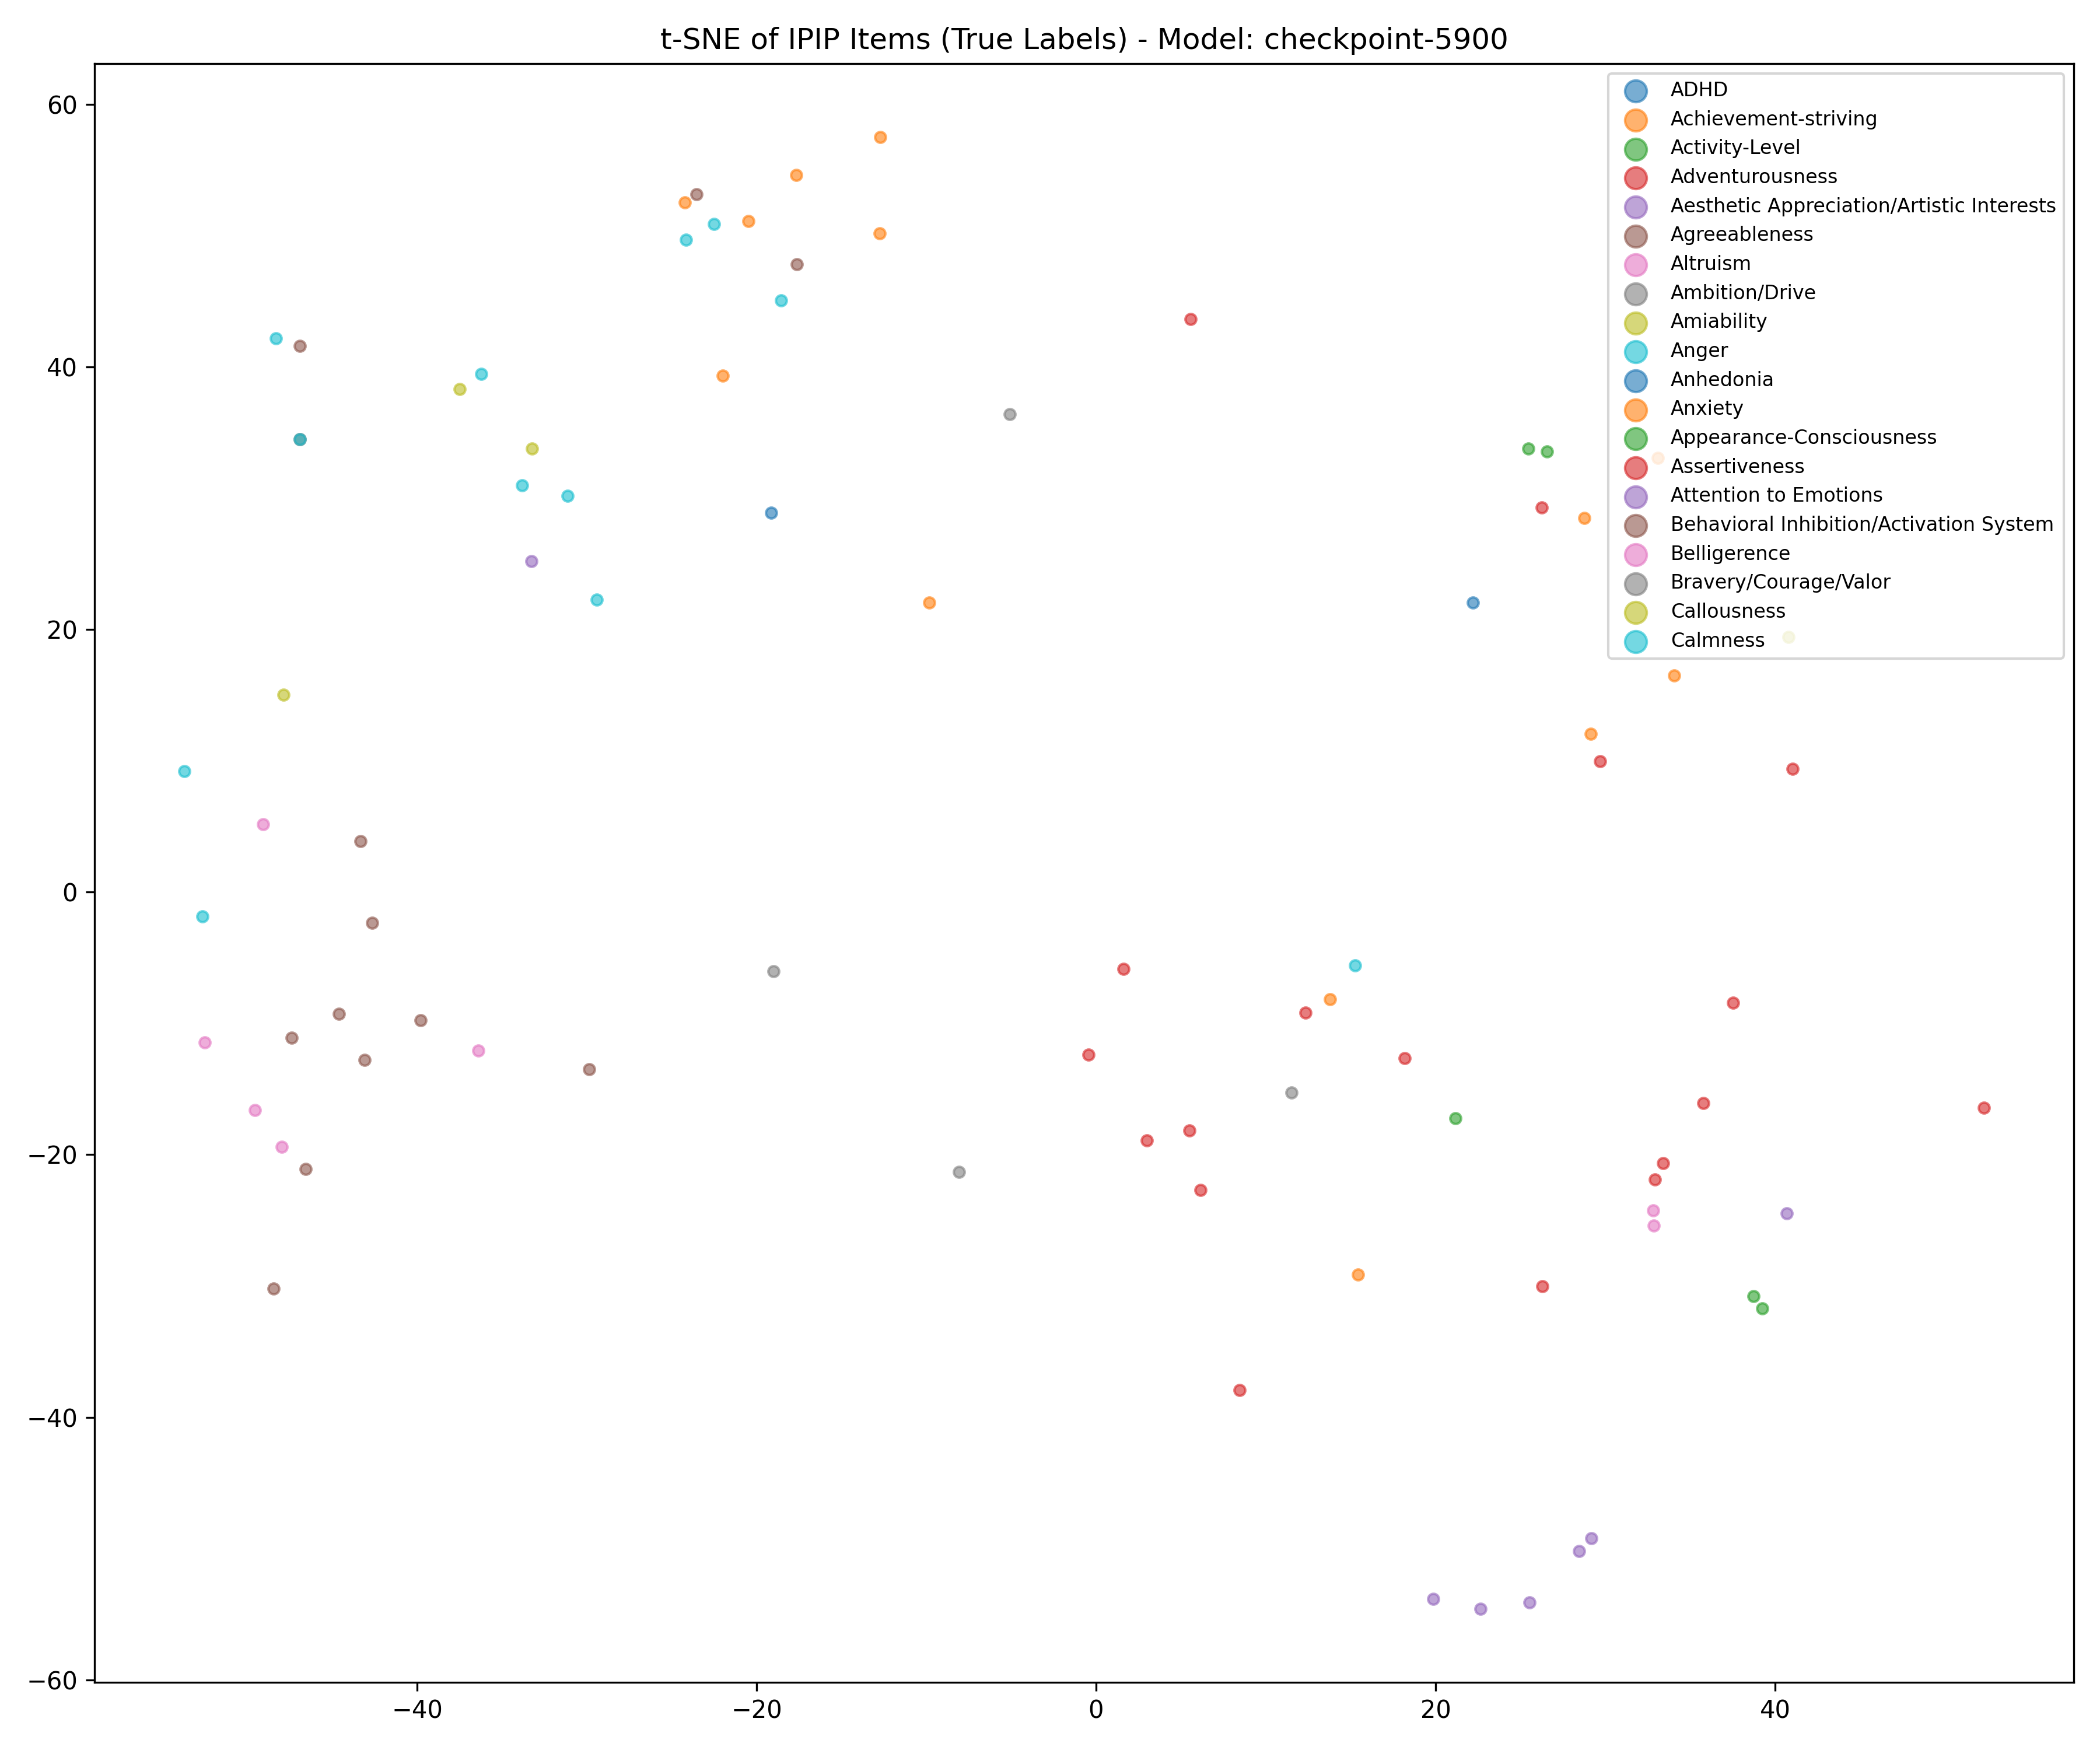 t-SNE of IPIP Items (True Labels) - Model: checkpoint-5900
60
40
20
0
−20
−40
−60
−40
−20
0
20
40
ADHD
Achievement-striving
Activity-Level
Adventurousness
Aesthetic Appreciation/Artistic Interests
Agreeableness
Altruism
Ambition/Drive
Amiability
Anger
Anhedonia
Anxiety
Appearance-Consciousness
Assertiveness
Attention to Emotions
Behavioral Inhibition/Activation System
Belligerence
Bravery/Courage/Valor
Callousness
Calmness